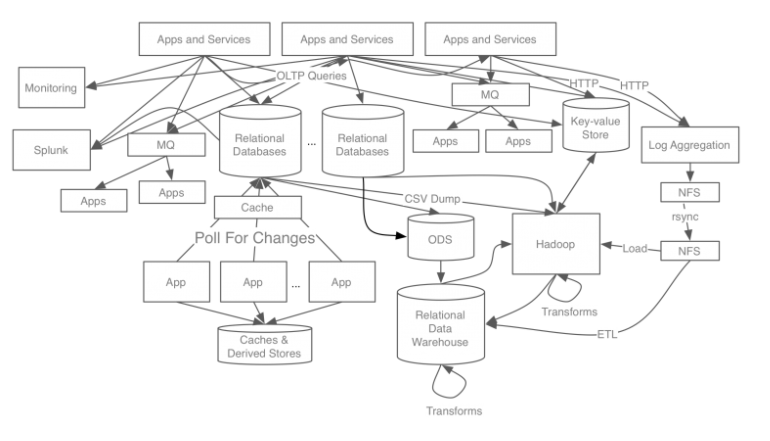 Apps and Services
Apps and Services
Apps and Services
Monitoring
OLTP Queries
HTTP
HTTP
MQ
Splunk
MQ
Relational
Databases
...
Relational
Databases
Apps
Apps
Key-value
Store
Log Aggregation
Apps
Apps
Cache
CSV Dump
NFS
rsync
Poll For Changes
ODS
Hadoop
Load
NFS
App
App
...
App
Transforms
Relational
Data
Warehouse
ETL
Caches &
Derived Stores
Transforms